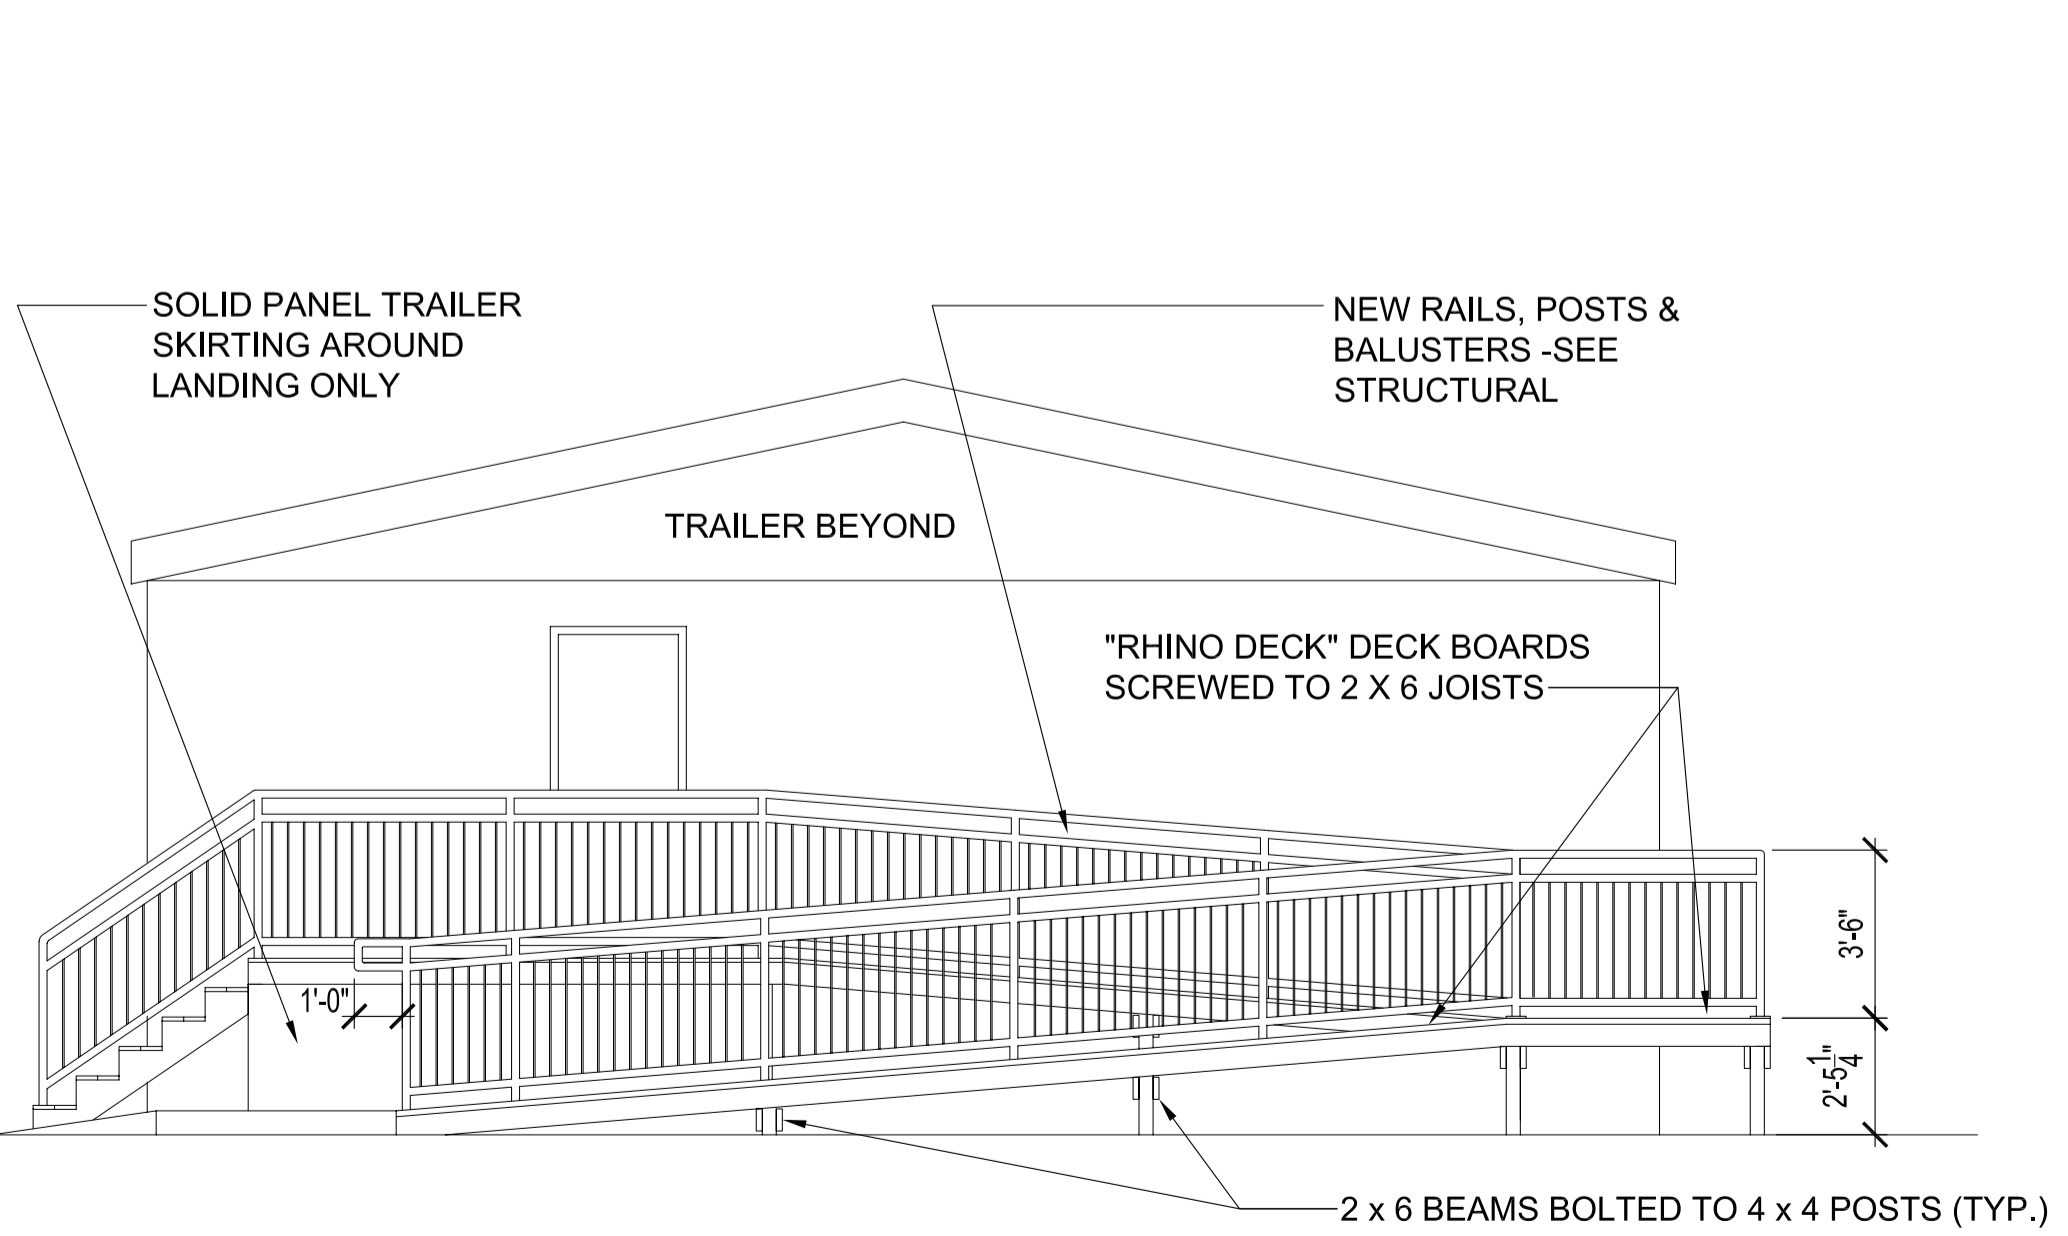 SOLID PANEL TRAILER
SKIRTING AROUND
LANDING ONLY
NEW RAILS, POSTS &
BALUSTERS -SEE
STRUCTURAL
TRAILER BEYOND
"RHINO DECK" DECK BOARDS
SCREWED TO 2 X 6 JOISTS
1'-0"
3'-6"
2'-5 1/4"
2 x 6 BEAMS BOLTED TO 4 x 4 POSTS (TYP.)